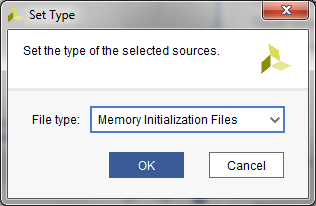 Set Type
Set the type of the selected sources.
File type: Memory Initialization Files
OK Cancel